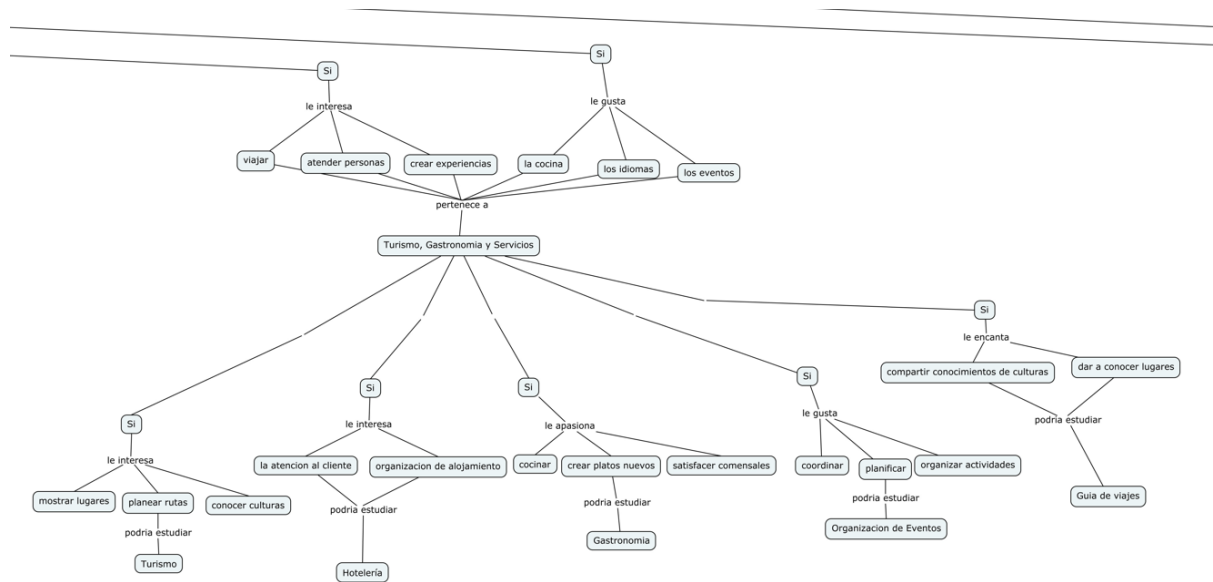 Si
Si
le interesa
le gusta
viajar
atender personas
crear experiencias
la cocina
los idiomas
los eventos
pertenece a
Turismo, Gastronomia y Servicios
Si
le encanta
compartir conocimientos de culturas
dar a conocer lugares
podria estudiar
Guia de viajes
Si
le gusta
coordinar
planificar
organizar actividades
podria estudiar
Organizacion de Eventos
Si
le apasiona
cocinar
crear platos nuevos
satisfacer comensales
podria estudiar
Gastronomia
Si
le interesa
la atencion al cliente
organizacion de alojamiento
podria estudiar
Hotelería
Si
le interesa
mostrar lugares
planear rutas
conocer culturas
podria estudiar
Turismo